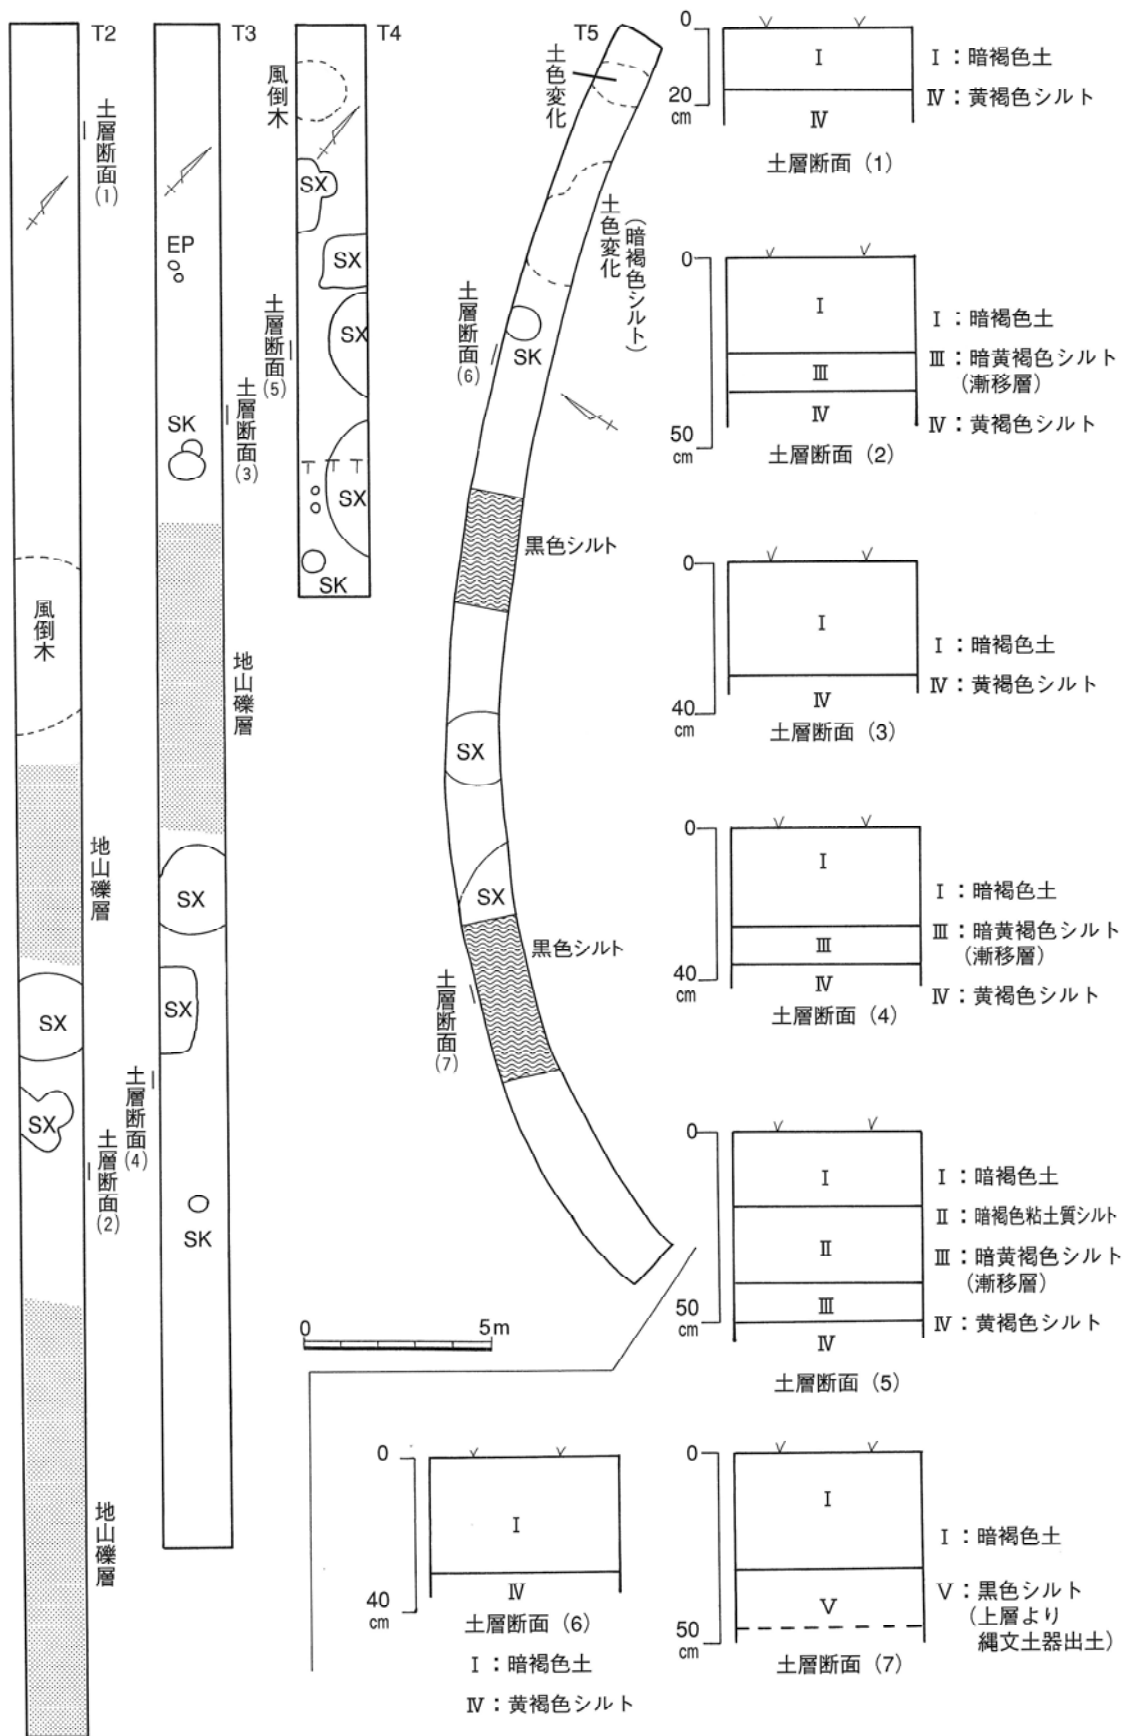 T2
土層断面(1)
風倒木
地山礫層
SX
SX
土層断面(2)
地山礫層
T3
EP
土層断面(3)
SK
地山礫層
SX
SX
土層断面(4)
SK
T4
風倒木
SX
SX
土層断面(5)
SX
SX
SK
T5
土色変化
土色変化
(暗褐色シルト)
土層断面(6)
SK
黒色シルト
SX
SX
黒色シルト
土層断面(7)
0 5m
0
20
cm
Ⅰ
Ⅳ
Ⅰ：暗褐色土
Ⅳ：黄褐色シルト
土層断面（1）
0
50
cm
Ⅰ
Ⅲ
Ⅳ
Ⅰ：暗褐色土
Ⅲ：暗黄褐色シルト
（漸移層）
Ⅳ：黄褐色シルト
土層断面（2）
0
40
cm
Ⅰ
Ⅳ
Ⅰ：暗褐色土
Ⅳ：黄褐色シルト
土層断面（3）
0
40
cm
Ⅰ
Ⅲ
Ⅳ
Ⅰ：暗褐色土
Ⅲ：暗黄褐色シルト
（漸移層）
Ⅳ：黄褐色シルト
土層断面（4）
0
50
cm
Ⅰ
Ⅱ
Ⅲ
Ⅳ
Ⅰ：暗褐色土
Ⅱ：暗褐色粘土質シルト
Ⅲ：暗黄褐色シルト
（漸移層）
Ⅳ：黄褐色シルト
土層断面（5）
0
40
cm
Ⅰ
Ⅳ
土層断面（6）
Ⅰ：暗褐色土
Ⅳ：黄褐色シルト
0
50
cm
Ⅰ
Ⅴ
Ⅰ：暗褐色土
Ⅴ：黒色シルト
（上層より
縄文土器出土）
土層断面（7）